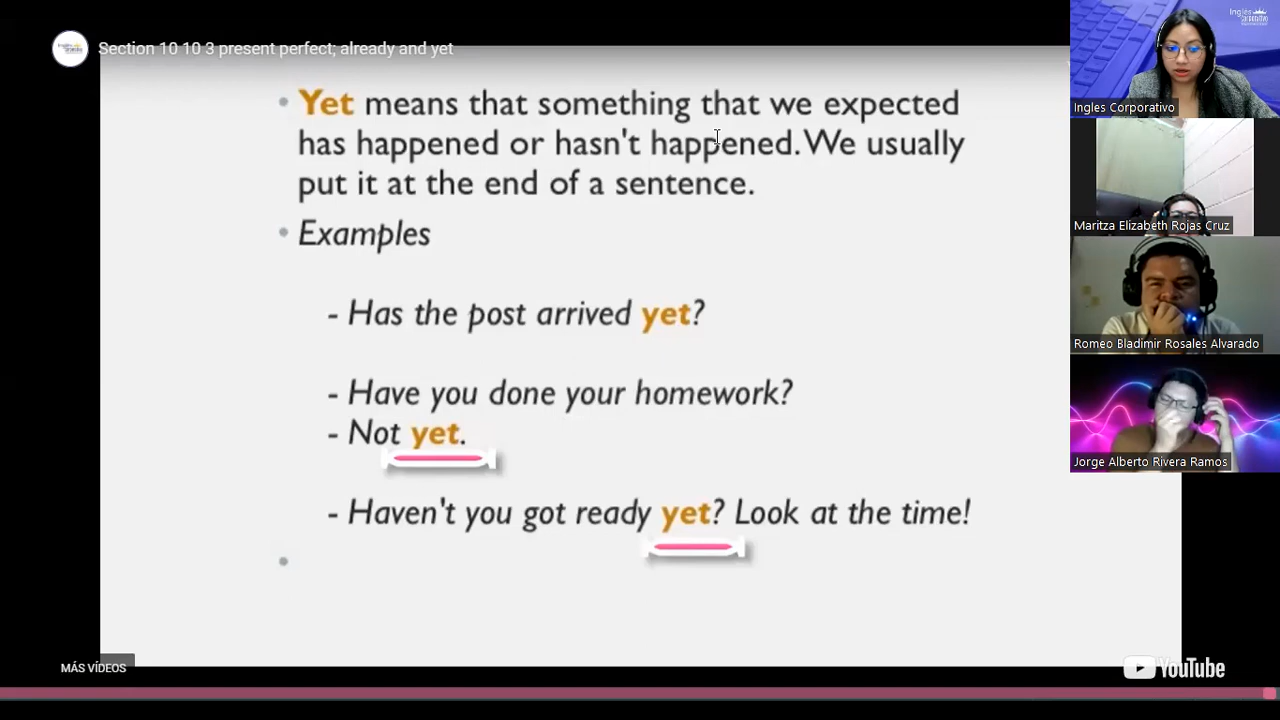 Section 10 10 3 present perfect; already and yet
Yet means that something that we expected
has happened or hasn't happened. We usually
put it at the end of a sentence.
Examples
- Has the post arrived yet?
- Have you done your homework?
- Not yet.
- Haven't you got ready yet? Look at the time!
MÁS VÍDEOS
YouTube
Ingles
Corporativo
Ingles Corporativo
Maritza Elizabeth Rojas Cruz
Romeo Bladimir Rosales Alvarado
Jorge Alberto Rivera Ramos